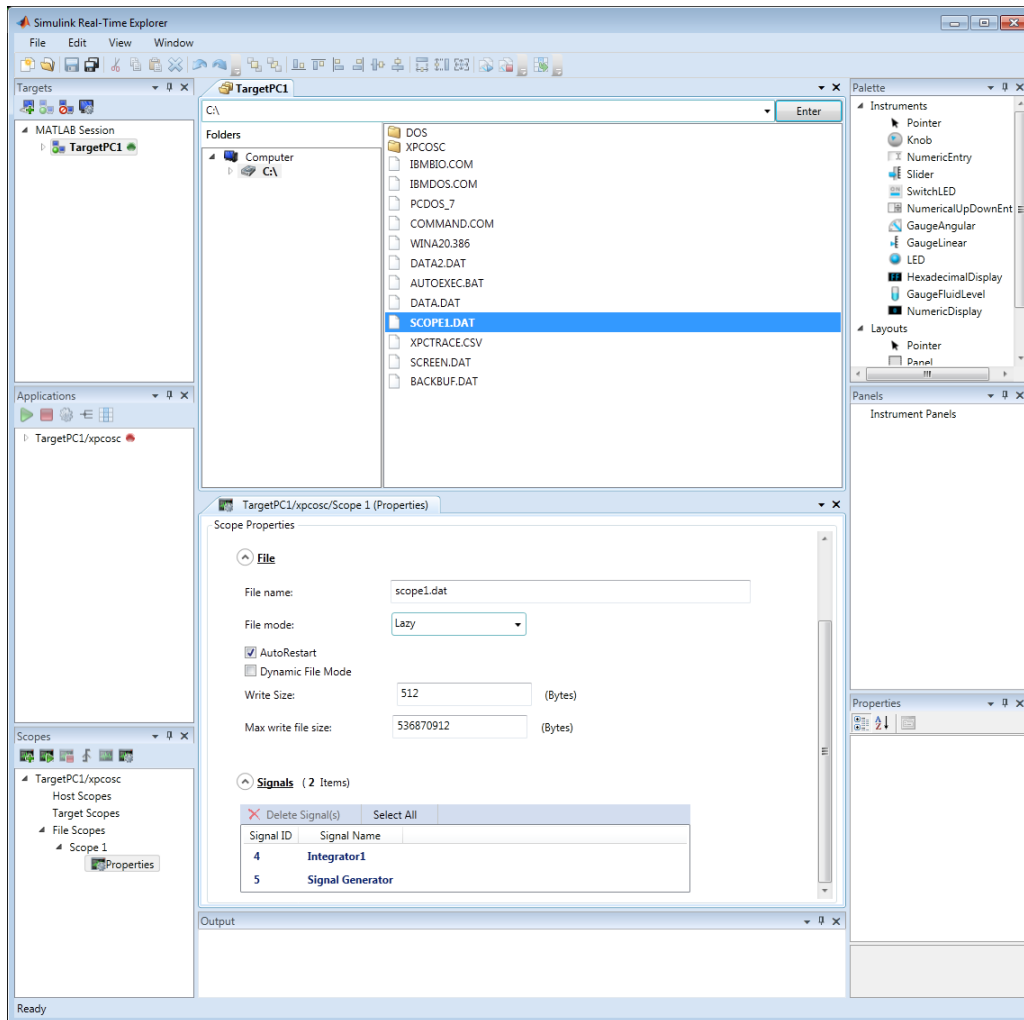 Simulink Real-Time Explorer
File Edit View Window
Targets
MATLAB Session
TargetPC1
TargetPC1
C:\
Enter
Folders
Computer
C:\
DOS
XPCOSC
IBMBIO.COM
IBMDOS.COM
PCDOS_7
COMMAND.COM
WINA20.386
DATA2.DAT
AUTOEXEC.BAT
DATA.DAT
SCOPE1.DAT
XPCTRACE.CSV
SCREEN.DAT
BACKBUF.DAT
Palette
Instruments
Pointer
Knob
NumericEntry
Slider
SwitchLED
NumericalUpDownEnt
GaugeAngular
GaugeLinear
LED
HexadecimalDisplay
GaugeFluidLevel
NumericDisplay
Layouts
Pointer
Panel
Applications
TargetPC1/xpcosc
Panels
Instrument Panels
TargetPC1/xpcosc/Scope 1 (Properties)
Scope Properties
File
File name: scope1.dat
File mode: Lazy
AutoRestart
Dynamic File Mode
Write Size: 512 (Bytes)
Max write file size: 536870912 (Bytes)
Signals ( 2 Items)
Delete Signal(s) Select All
Signal ID Signal Name
4 Integrator1
5 Signal Generator
Properties
Scopes
TargetPC1/xpcosc
Host Scopes
Target Scopes
File Scopes
Scope 1
Properties
Output
Ready